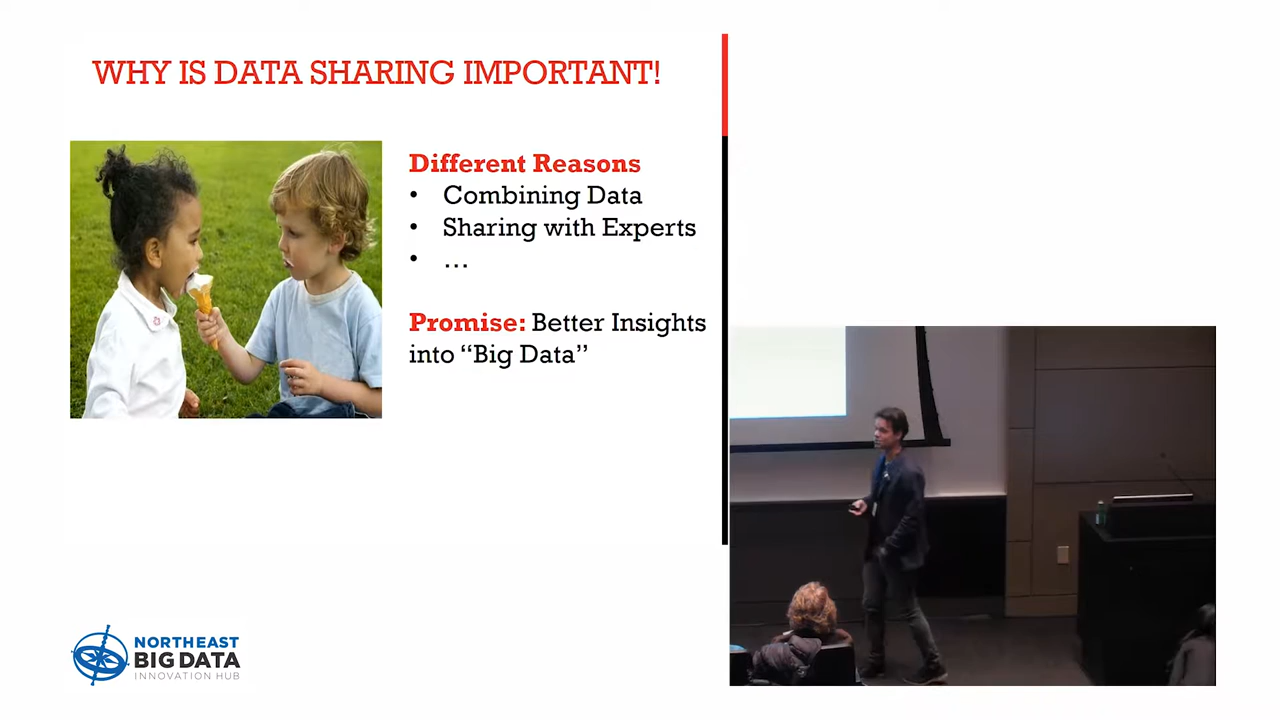 WHY IS DATA SHARING IMPORTANT!
Different Reasons
• Combining Data
• Sharing with Experts
• ...
Promise: Better Insights
into “Big Data”
NORTHEAST
BIG DATA
INNOVATION HUB